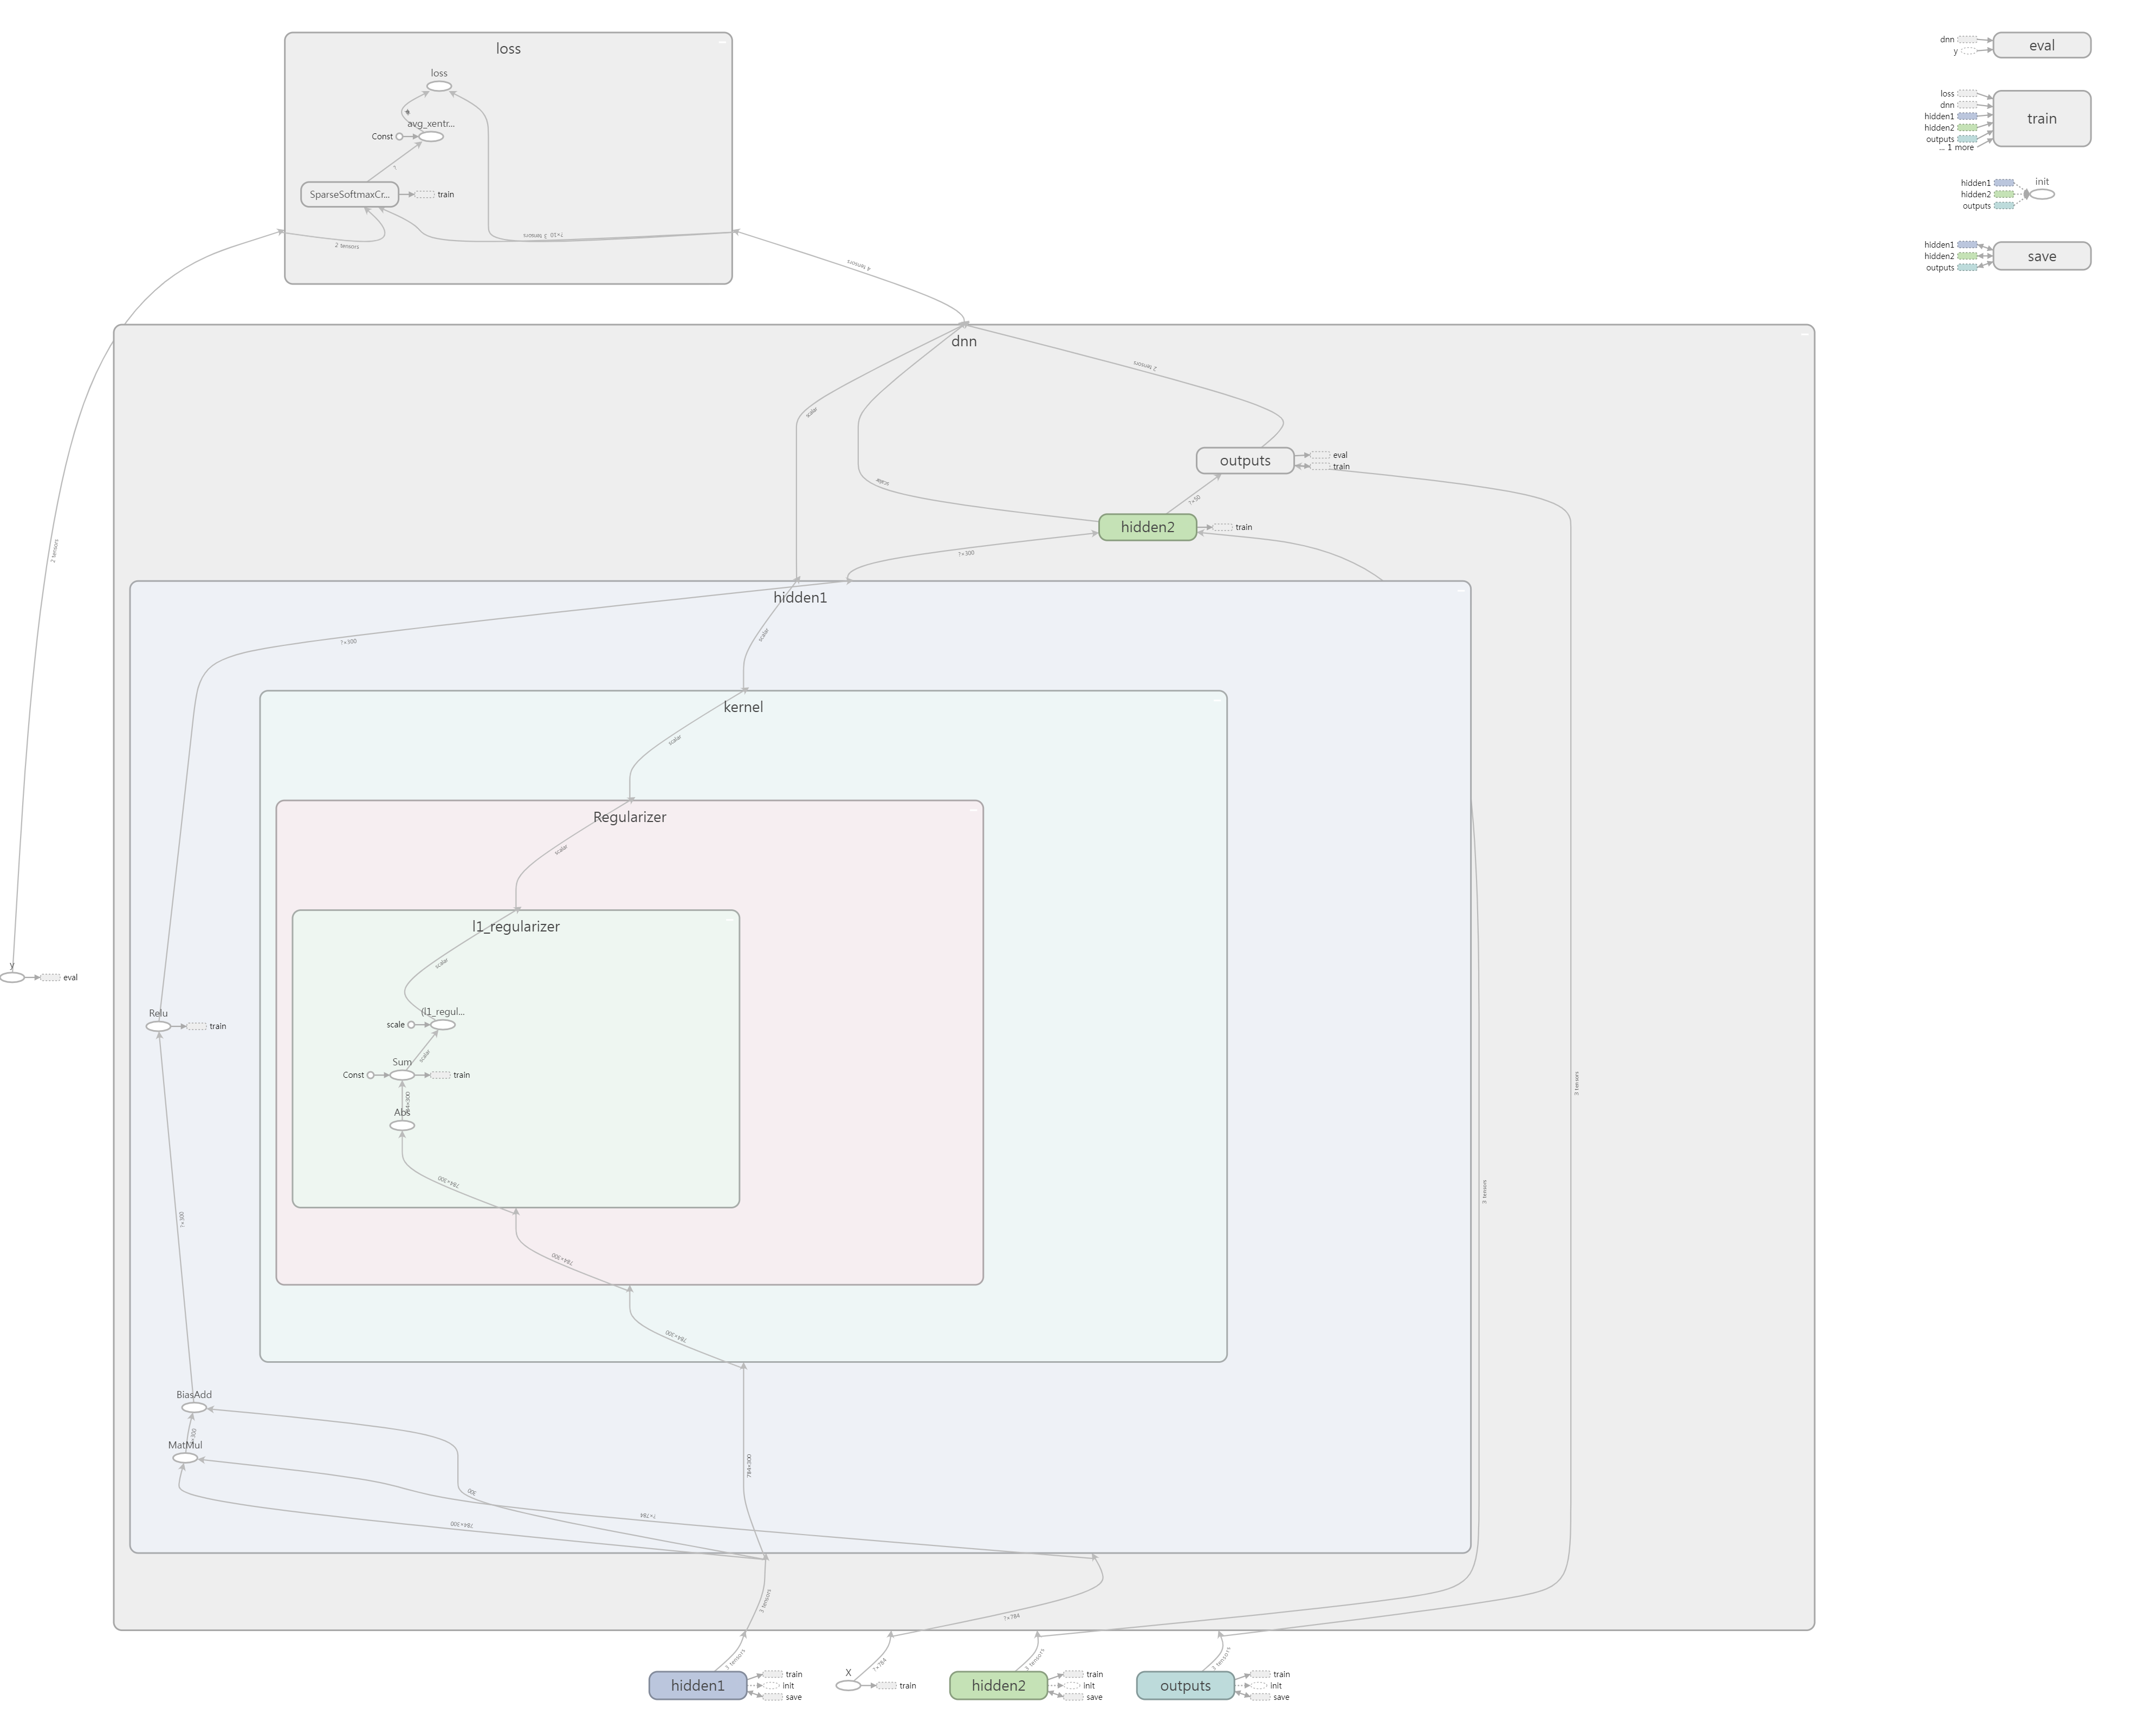 loss
loss
avg_xentr...
Const
?
SparseSoftmaxCr...
train
2 tensors
?×10 3 tensors
4 tensors
dnn
y
eval
loss
dnn
hidden1
hidden2
outputs
... 1 more
train
hidden1
hidden2
outputs
init
hidden1
hidden2
outputs
save
dnn
2 tensors
scalar
outputs
eval
train
scalar
?×50
hidden2
train
?×300
2 tensors
hidden1
scalar
?×300
kernel
scalar
Regularizer
scalar
l1_regularizer
scalar
y
eval
(l1_regul...
scale
Relu
train
scalar
Sum
Const
train
Abs
784×300
3 tensors
3 tensors
?×300
784×300
784×300
BiasAdd
MatMul
784×300
300
?×784
784×300
3 tensors
?×784
3 tensors
?×784
3 tensors
3 tensors
hidden1
train
init
save
X
train
hidden2
train
init
save
outputs
train
init
save